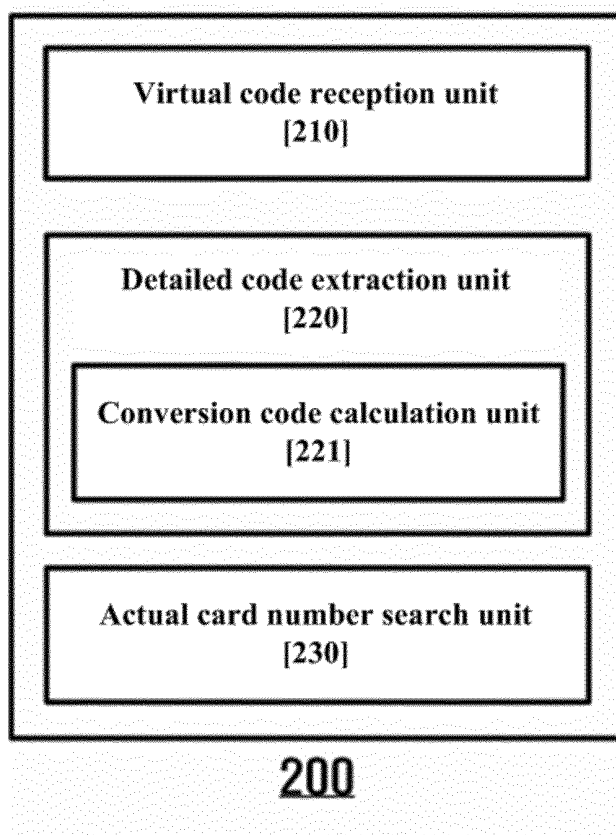 Virtual code reception unit
[210]
Detailed code extraction unit
[220]
Conversion code calculation unit
[221]
Actual card number search unit
[230]
200